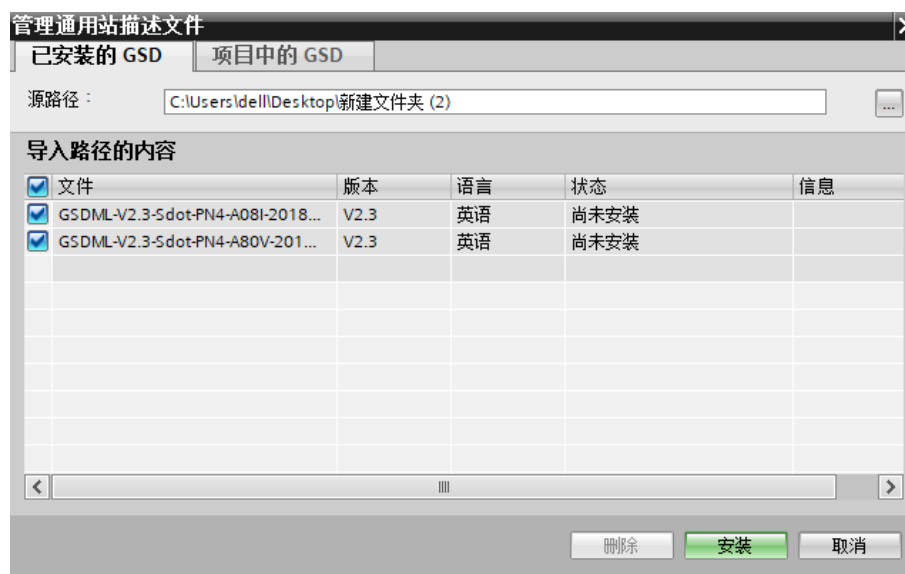 管理通用站描述文件
已安装的 GSD 项目中的 GSD
源路径： C:\Users\dell\Desktop\新建文件夹 (2) ...
导入路径的内容
文件 版本 语言 状态 信息
GSDML-V2.3-Sdot-PN4-A08I-2018... V2.3 英语 尚未安装
GSDML-V2.3-Sdot-PN4-A80V-201... V2.3 英语 尚未安装
删除 安装 取消